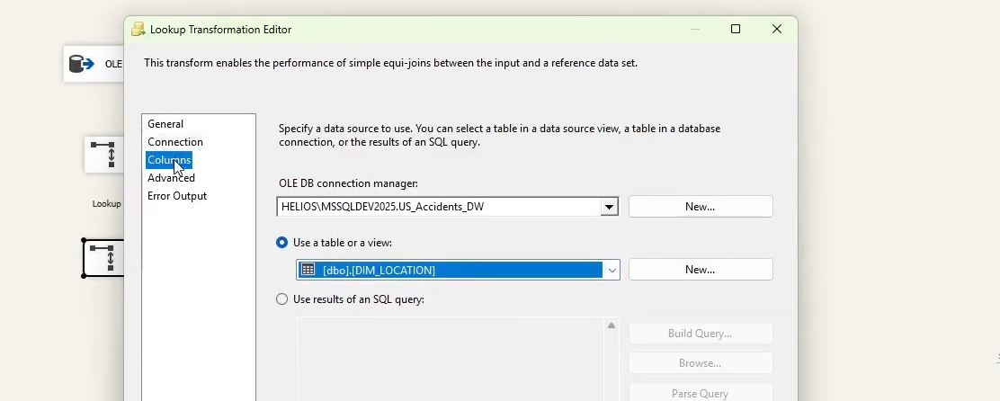 Lookup Transformation Editor
This transform enables the performance of simple equi-joins between the input and a reference data set.
OLE
General
Connection
Columns
Advanced
Error Output
Lookup
Specify a data source to use. You can select a table in a data source view, a table in a database
connection, or the results of an SQL query.
OLE DB connection manager:
HELIOS\MSSQLDEV2025.US_Accidents_DW
New...
Use a table or a view:
[dbo].[DIM_LOCATION]
New...
Use results of an SQL query:
Build Query...
Browse...
Parse Query